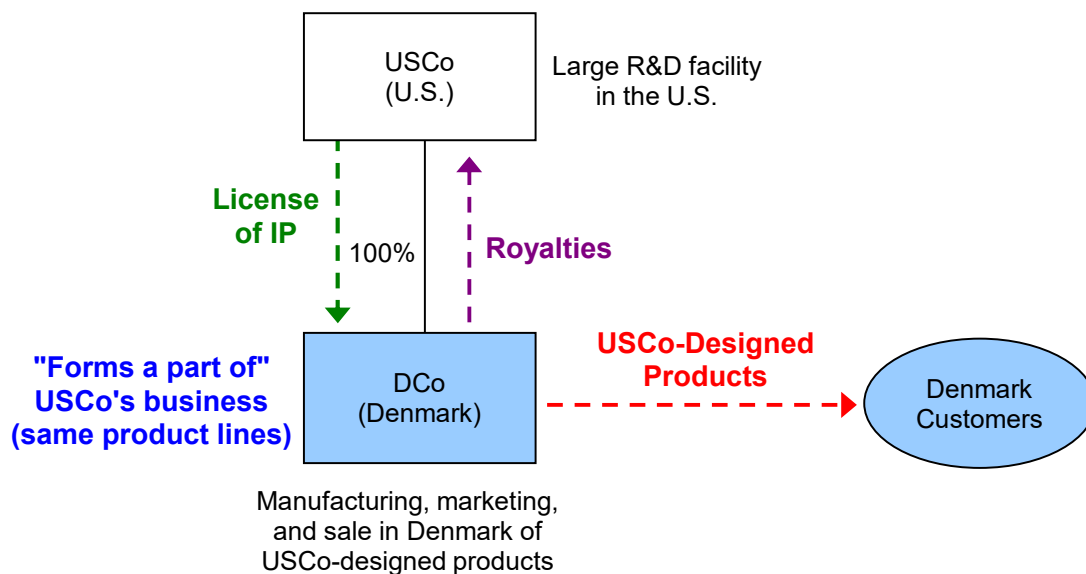 USCo
(U.S.)
Large R&D facility
in the U.S.
License
of IP
100%
Royalties
"Forms a part of"
USCo's business
(same product lines)
DCo
(Denmark)
USCo-Designed
Products
Denmark
Customers
Manufacturing, marketing,
and sale in Denmark of
USCo-designed products